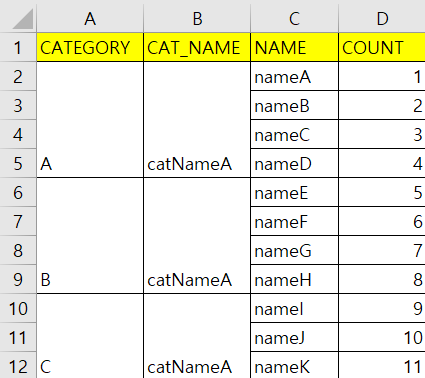 A B C D
1 CATEGORY CAT_NAME NAME COUNT
2 nameA 1
3 nameB 2
4 nameC 3
5 A catNameA nameD 4
6 nameE 5
7 nameF 6
8 nameG 7
9 B catNameA nameH 8
10 nameI 9
11 nameJ 10
12 C catNameA nameK 11